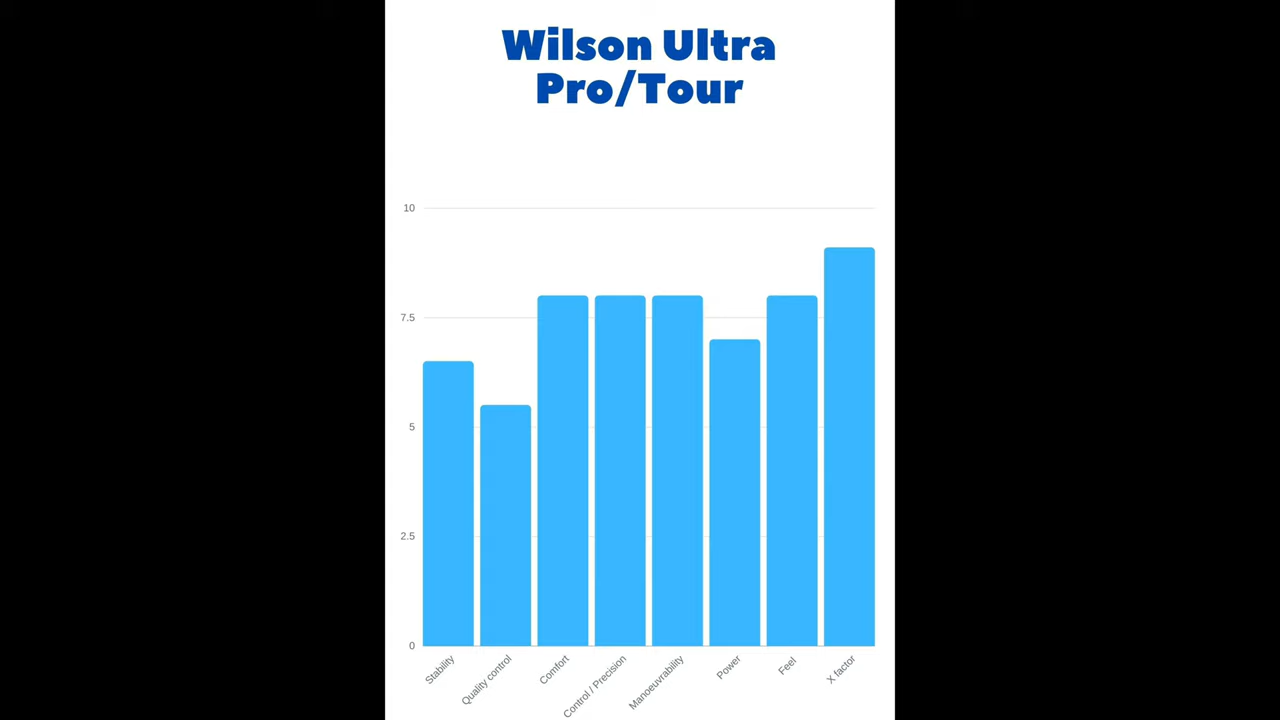 Wilson Ultra
Pro/Tour
10
7.5
5
2.5
0
Stability
Quality control
Comfort
Control / Precision
Manoeuvrability
Power
Feel
X factor